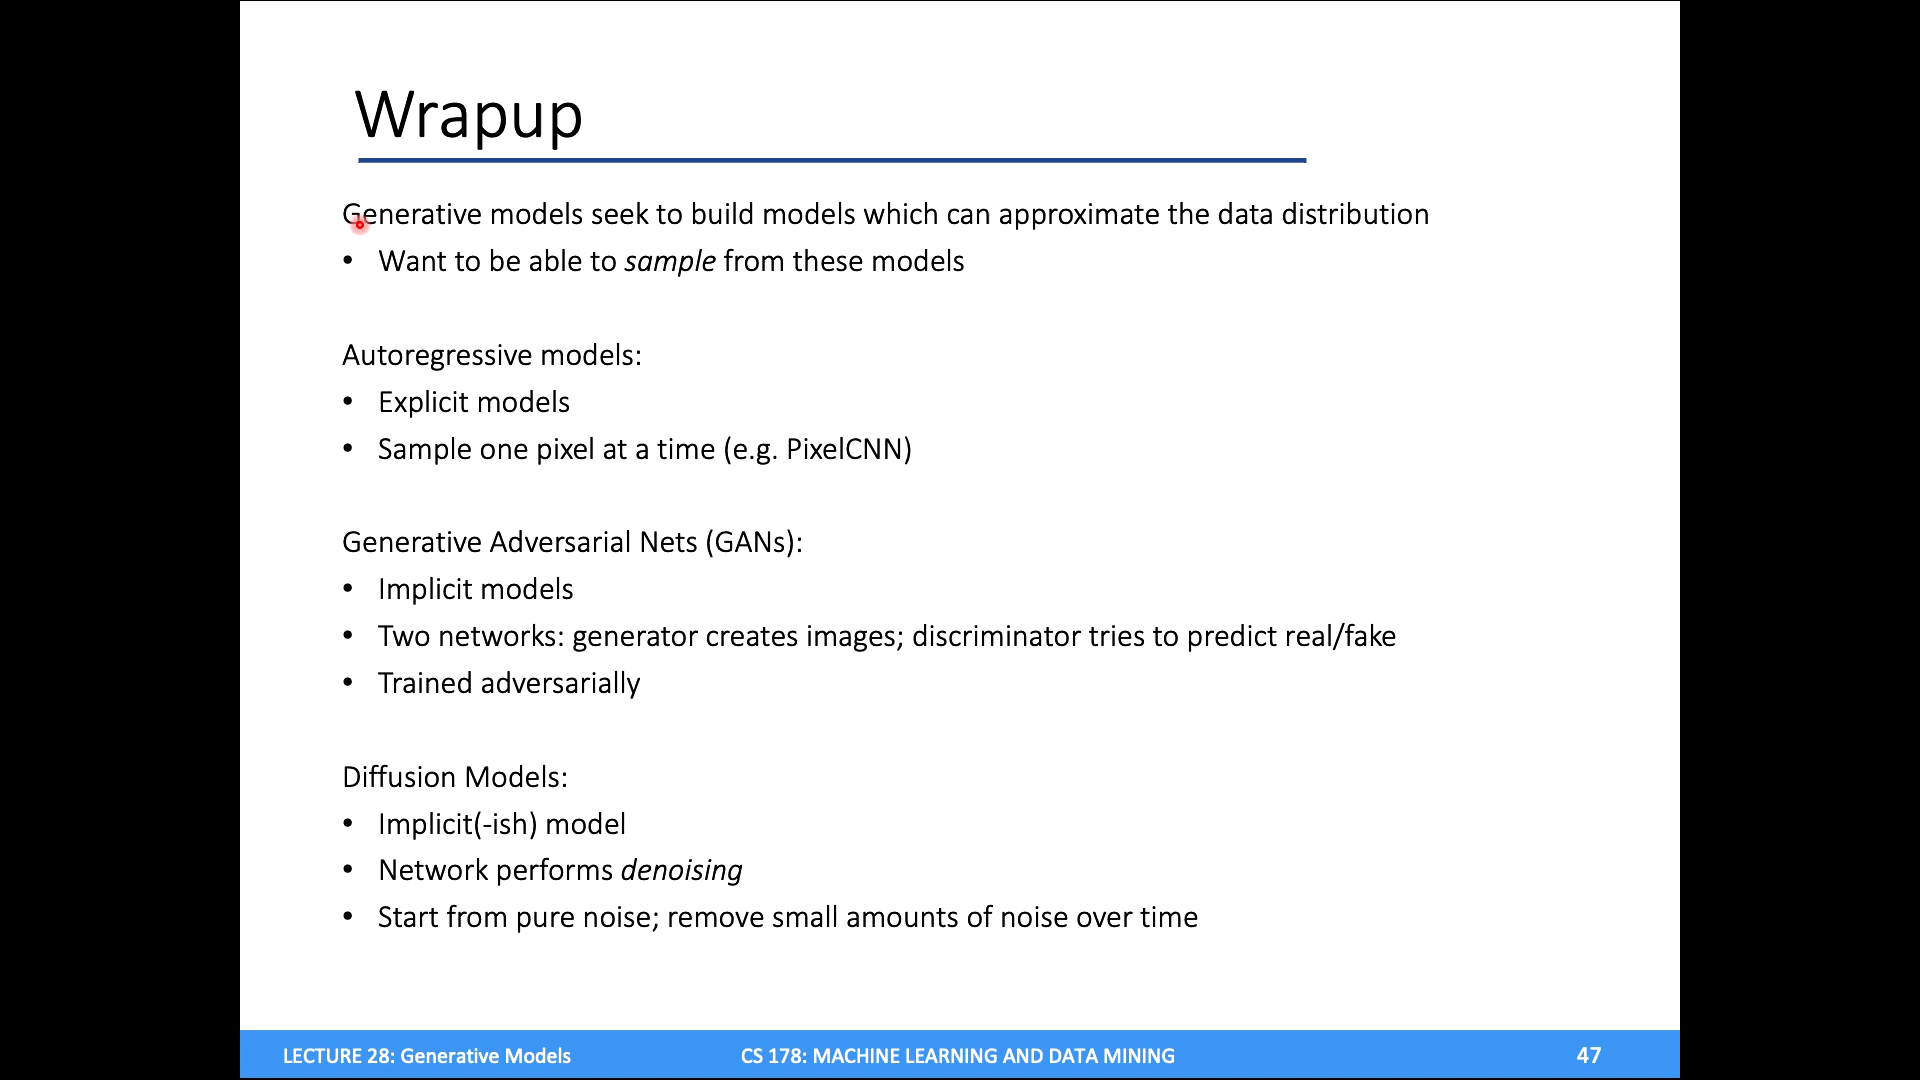 Wrapup
Generative models seek to build models which can approximate the data distribution
• Want to be able to sample from these models
Autoregressive models:
• Explicit models
• Sample one pixel at a time (e.g. PixelCNN)
Generative Adversarial Nets (GANs):
• Implicit models
• Two networks: generator creates images; discriminator tries to predict real/fake
• Trained adversarially
Diffusion Models:
• Implicit(-ish) model
• Network performs denoising
• Start from pure noise; remove small amounts of noise over time
LECTURE 28: Generative Models
CS 178: MACHINE LEARNING AND DATA MINING
47